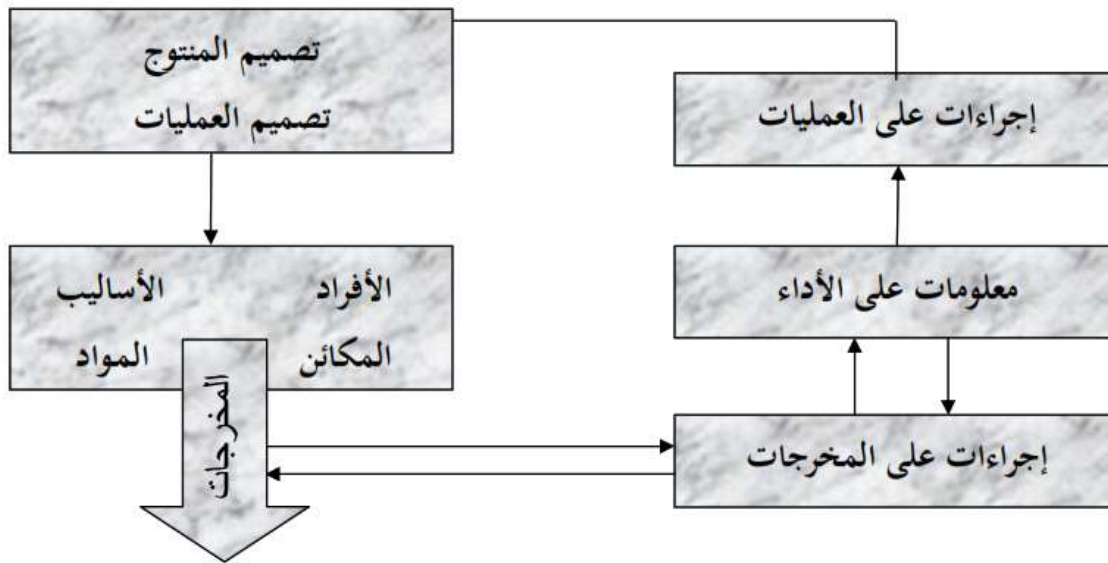 تصميم المنتوج
تصميم العمليات
إجراءات على العمليات
الأفراد الأساليب
المكائن المواد
المخرجات
معلومات على الأداء
إجراءات على المخرجات